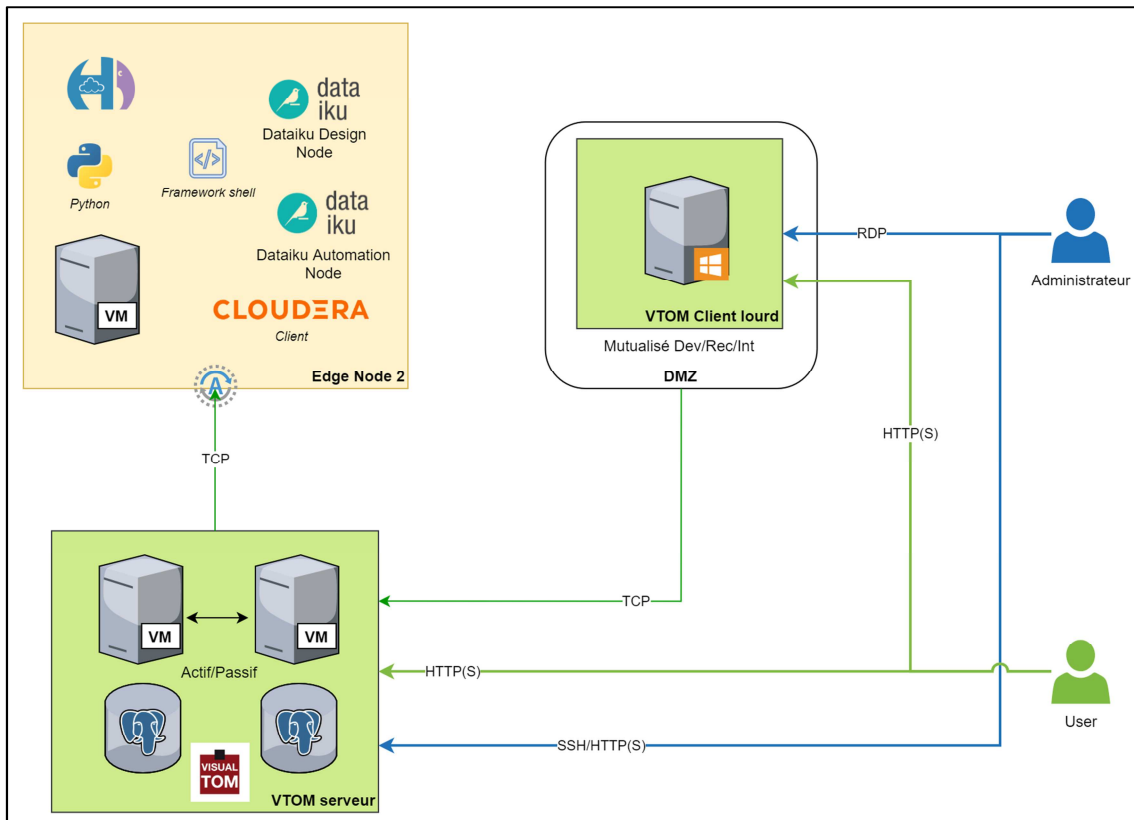 data
iku
Dataiku Design
Node
</>
Python
Framework shell
data
iku
Dataiku Automation
Node
VM
CLOUDERA
Client
Edge Node 2
A
TCP
VTOM Client lourd
Mutualisé Dev/Rec/Int
DMZ
RDP
Administrateur
HTTP(S)
TCP
VM
VM
Actif/Passif
HTTP(S)
User
SSH/HTTP(S)
VISUAL
TOM
VTOM serveur